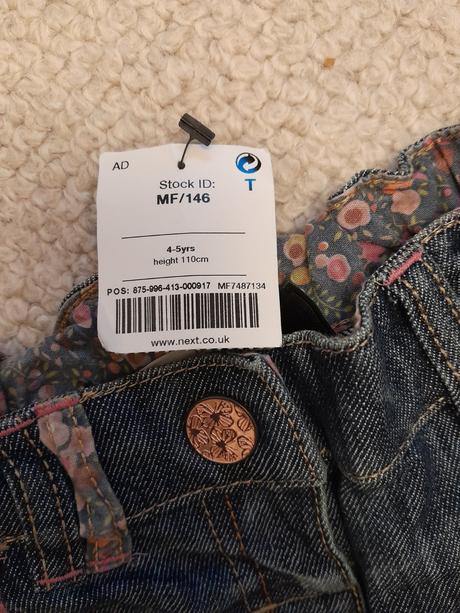 AD
Stock ID:
T
MF/146
4-5yrs
height 110cm
POS: 875-996-413-000917 MF7487134
www.next.co.uk